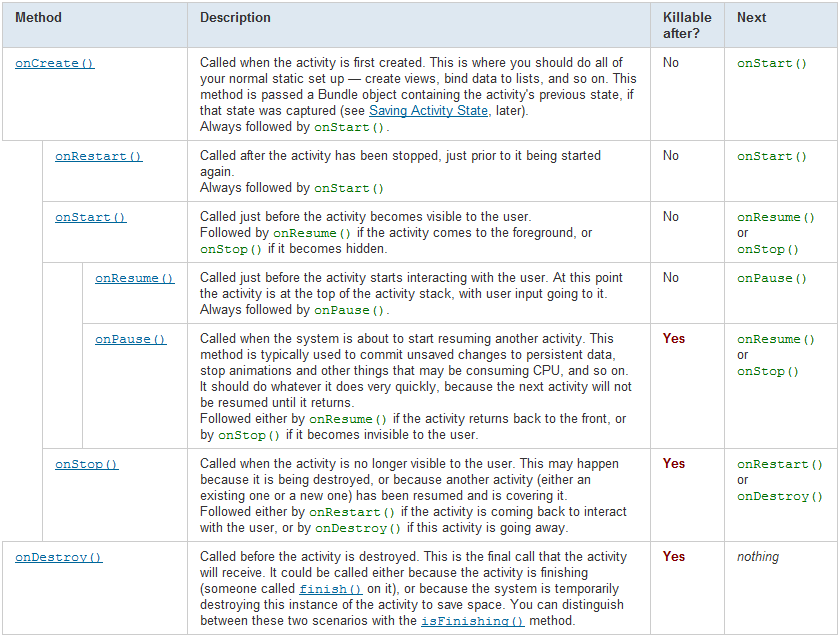 Method Description Killable after? Next
onCreate() Called when the activity is first created. This is where you should do all of No onStart()
your normal static set up — create views, bind data to lists, and so on. This
method is passed a Bundle object containing the activity's previous state, if
that state was captured (see Saving Activity State, later).
Always followed by onStart().
onRestart() Called after the activity has been stopped, just prior to it being started No onStart()
again.
Always followed by onStart()
onStart() Called just before the activity becomes visible to the user. No onResume()
Followed by onResume() if the activity comes to the foreground, or or
onStop() if it becomes hidden. onStop()
onResume() Called just before the activity starts interacting with the user. At this point No onPause()
the activity is at the top of the activity stack, with user input going to it.
Always followed by onPause().
onPause() Called when the system is about to start resuming another activity. This Yes onResume()
method is typically used to commit unsaved changes to persistent data, or
stop animations and other things that may be consuming CPU, and so on. onStop()
It should do whatever it does very quickly, because the next activity will not
be resumed until it returns.
Followed either by onResume() if the activity returns back to the front, or
by onStop() if it becomes invisible to the user.
onStop() Called when the activity is no longer visible to the user. This may happen Yes onRestart()
because it is being destroyed, or because another activity (either an or
existing one or a new one) has been resumed and is covering it. onDestroy()
Followed either by onRestart() if the activity is coming back to interact
with the user, or by onDestroy() if this activity is going away.
onDestroy() Called before the activity is destroyed. This is the final call that the activity Yes nothing
will receive. It could be called either because the activity is finishing
(someone called finish() on it), or because the system is temporarily
destroying this instance of the activity to save space. You can distinguish
between these two scenarios with the isFinishing() method.